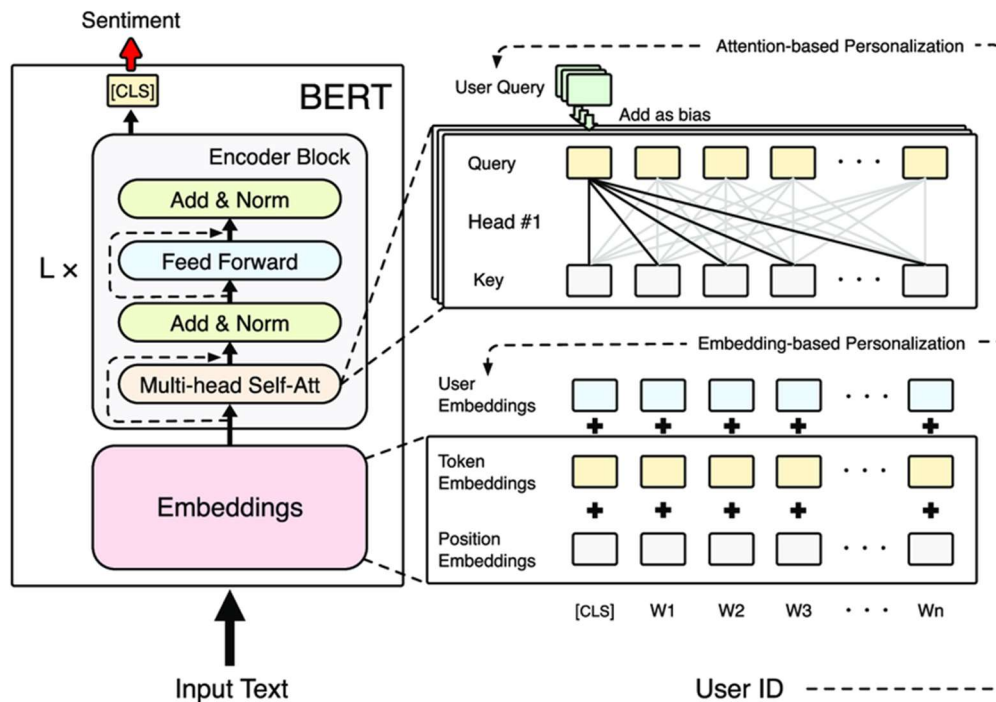 Sentiment
[CLS]
BERT
Encoder Block
Add & Norm
Feed Forward
L ×
Add & Norm
Multi-head Self-Att
Embeddings
Input Text
Attention-based Personalization
User Query
Add as bias
Query
Head #1
Key
Embedding-based Personalization
User
Embeddings
Token
Embeddings
Position
Embeddings
[CLS] W1 W2 W3 · · · Wn
User ID